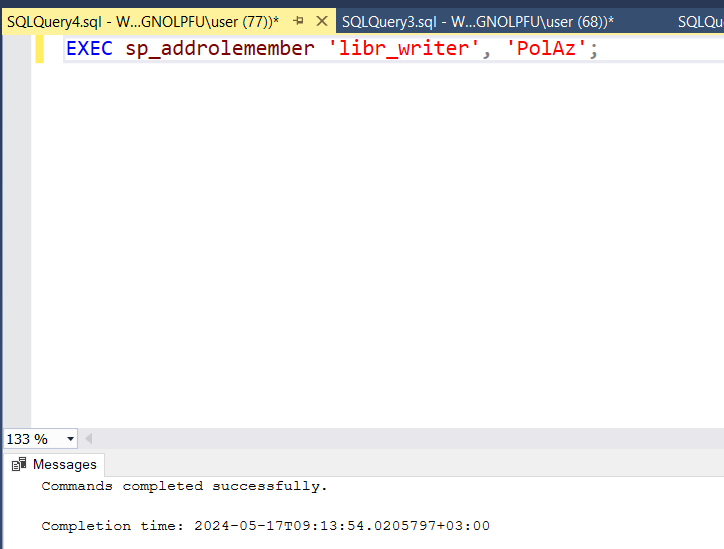 SQLQuery4.sql - W...GNOLPFU\user (77))* SQLQuery3.sql - W...GNOLPFU\user (68))* SQLQu
EXEC sp_addrolemember 'libr_writer', 'PolAz';
133 %
Messages
Commands completed successfully.
Completion time: 2024-05-17T09:13:54.0205797+03:00